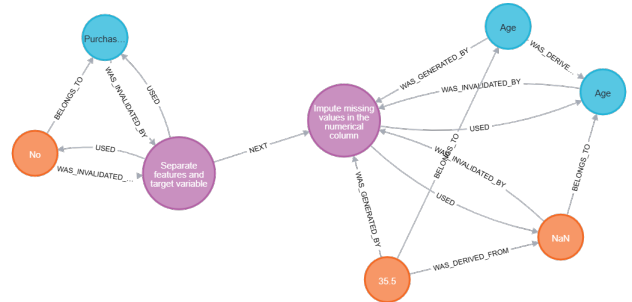 Purchas...
BELONGS_TO
WAS_INVALIDATED_BY
USED
No
USED
WAS_INVALIDATED_...
Separate
features and
target variable
NEXT
Impute missing
values in the
numerical
column
Age
WAS_GENERATED_BY
WAS_DERIVE...
WAS_INVALIDATED_BY
Age
USED
BELONGS_TO
WAS_INVALIDATED_BY
USED
BELONGS_TO
WAS_GENERATED_BY
NaN
WAS_DERIVED_FROM
35.5